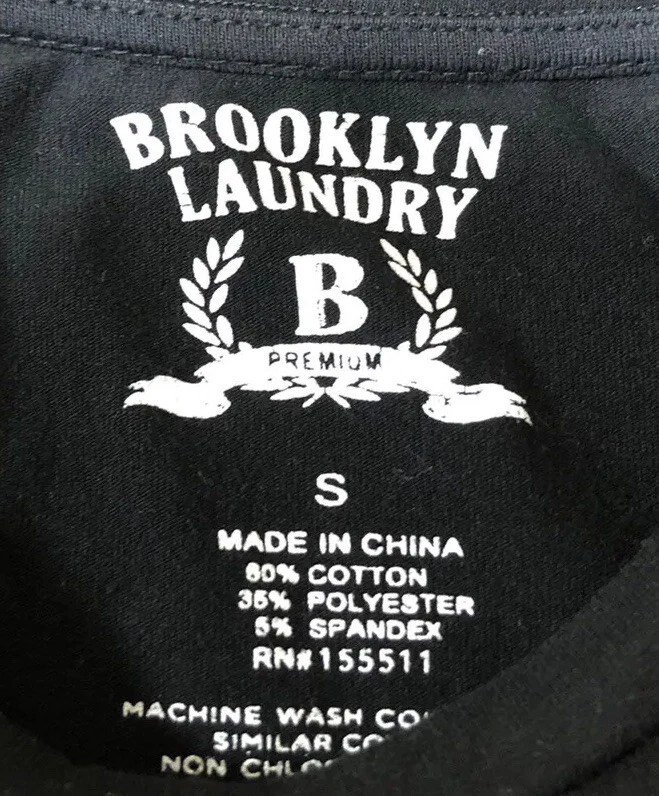 BROOKLYN
LAUNDRY
B
PREMIUM
S
MADE IN CHINA
60% COTTON
35% POLYESTER
5% SPANDEX
RN#155511
MACHINE WASH
SIMILAR
NON